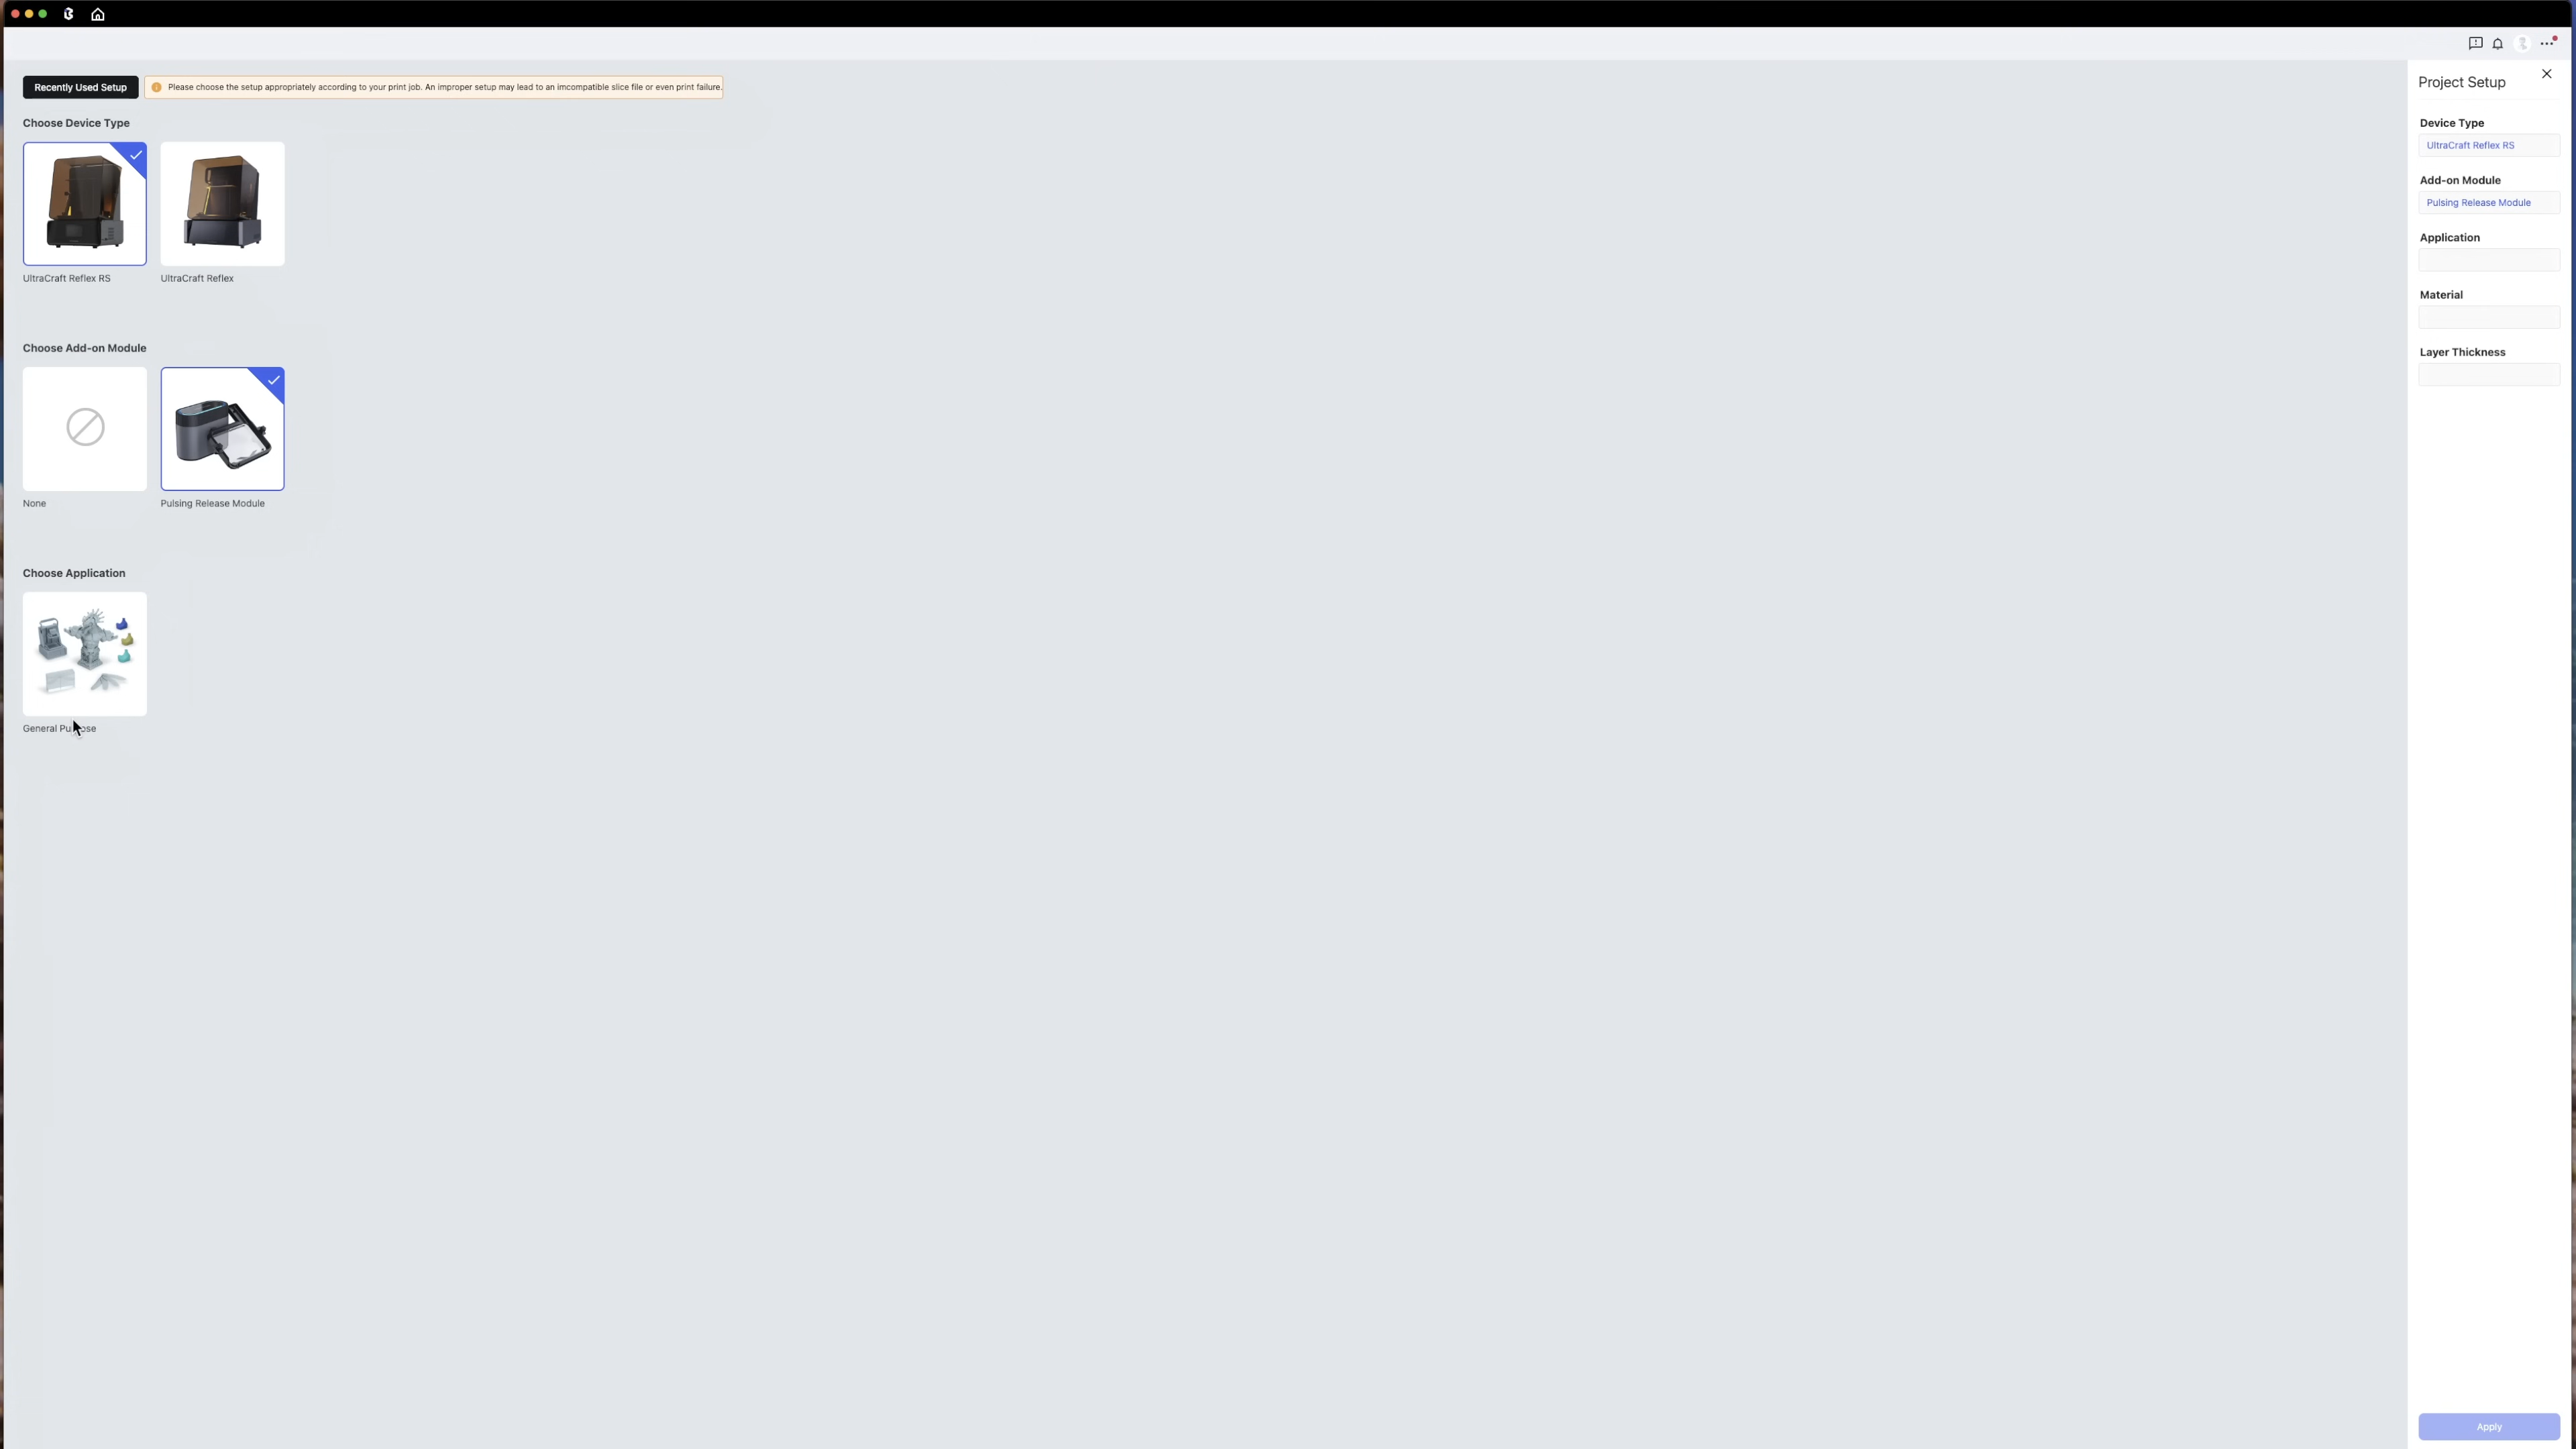 Recently Used Setup
Please choose the setup appropriately according to your print job. An improper setup may lead to an imcompatible slice file or even print failure.
Choose Device Type
UltraCraft Reflex RS
UltraCraft Reflex
Choose Add-on Module
None
Pulsing Release Module
Choose Application
General Purpose
Project Setup
Device Type
UltraCraft Reflex RS
Add-on Module
Pulsing Release Module
Application
Material
Layer Thickness
Apply